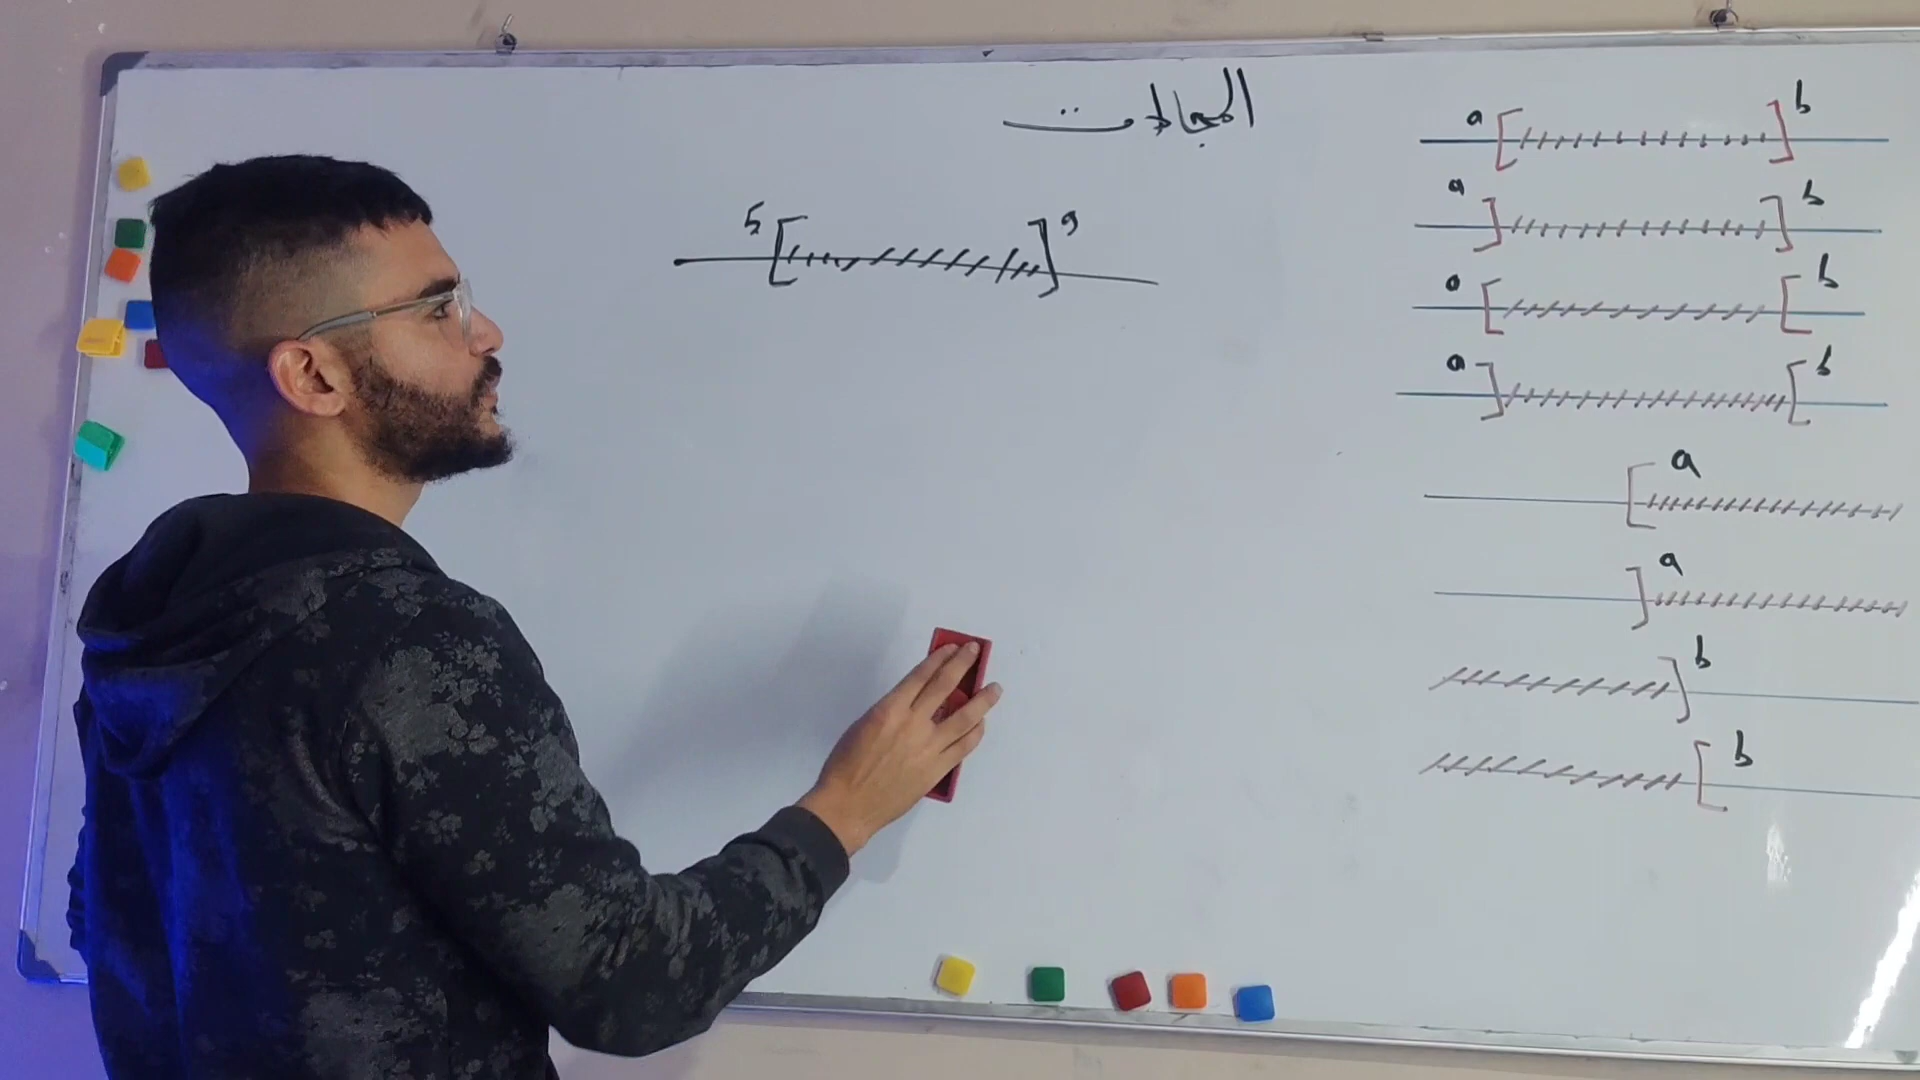 المجالات
5 [ ] 9
a [ ] b
a ] ] b
a [ [ b
a ] [ b
[ a
] a
] b
[ b